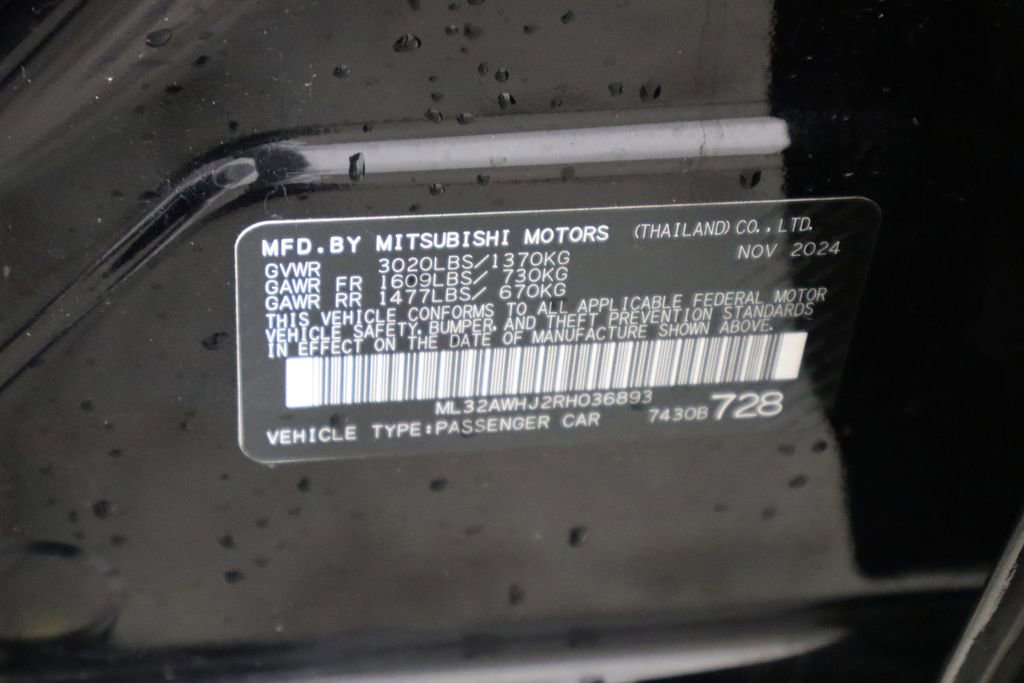 MFD.BY MITSUBISHI MOTORS (THAILAND) CO., LTD.
NOV 2024
GVWR 3020LBS/1370KG
GAWR FR 1609LBS/ 730KG
GAWR RR 1477LBS/ 670KG
THIS VEHICLE CONFORMS TO ALL APPLICABLE FEDERAL MOTOR
VEHICLE SAFETY, BUMPER, AND THEFT PREVENTION STANDARDS
IN EFFECT ON THE DATE OF MANUFACTURE SHOWN ABOVE.
ML32AWHJ2RH036893
VEHICLE TYPE:PASSENGER CAR 7430B 728